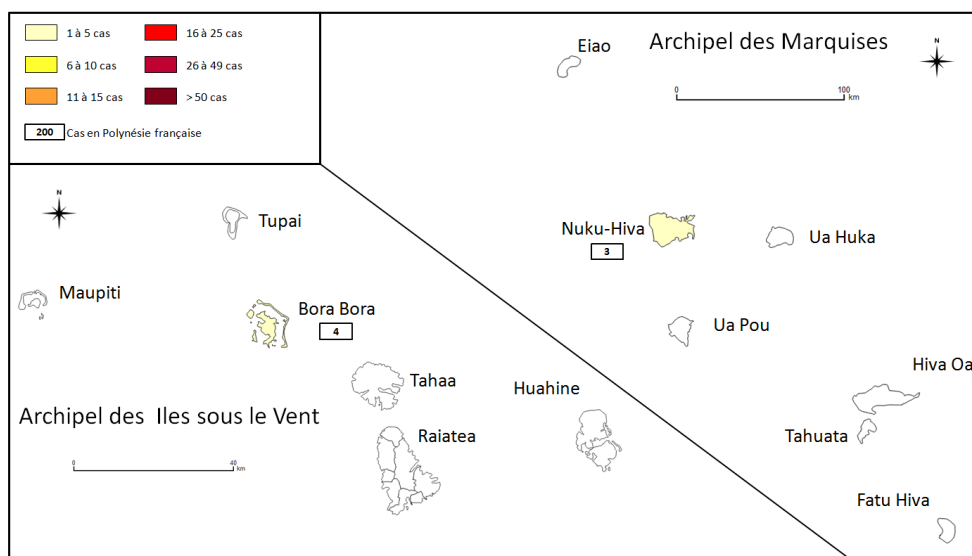 1 à 5 cas
16 à 25 cas
6 à 10 cas
26 à 49 cas
11 à 15 cas
> 50 cas
200 Cas en Polynésie française
Eiao
Archipel des Marquises
N
0 100
km
N
Tupai
Nuku-Hiva
3
Ua Huka
Maupiti
Bora Bora
4
Ua Pou
Hiva Oa
Tahaa
Huahine
Archipel des Iles sous le Vent
Raiatea
Tahuata
0 40
km
Fatu Hiva